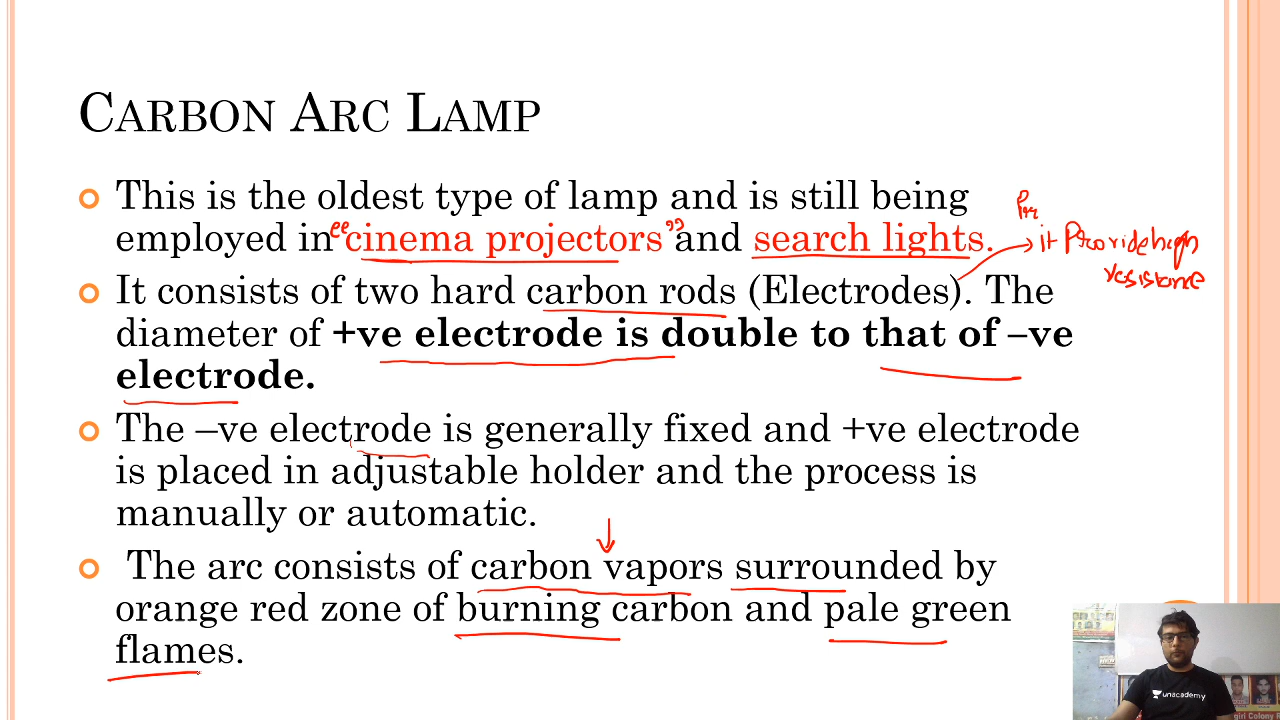 CARBON ARC LAMP
This is the oldest type of lamp and is still being
employed in “cinema projectors” and search lights.
it Provide high
resistance
It consists of two hard carbon rods (Electrodes). The
diameter of +ve electrode is double to that of –ve
electrode.
The –ve electrode is generally fixed and +ve electrode
is placed in adjustable holder and the process is
manually or automatic.
The arc consists of carbon vapors surrounded by
orange red zone of burning carbon and pale green
flames.
unacademy
girl Colony